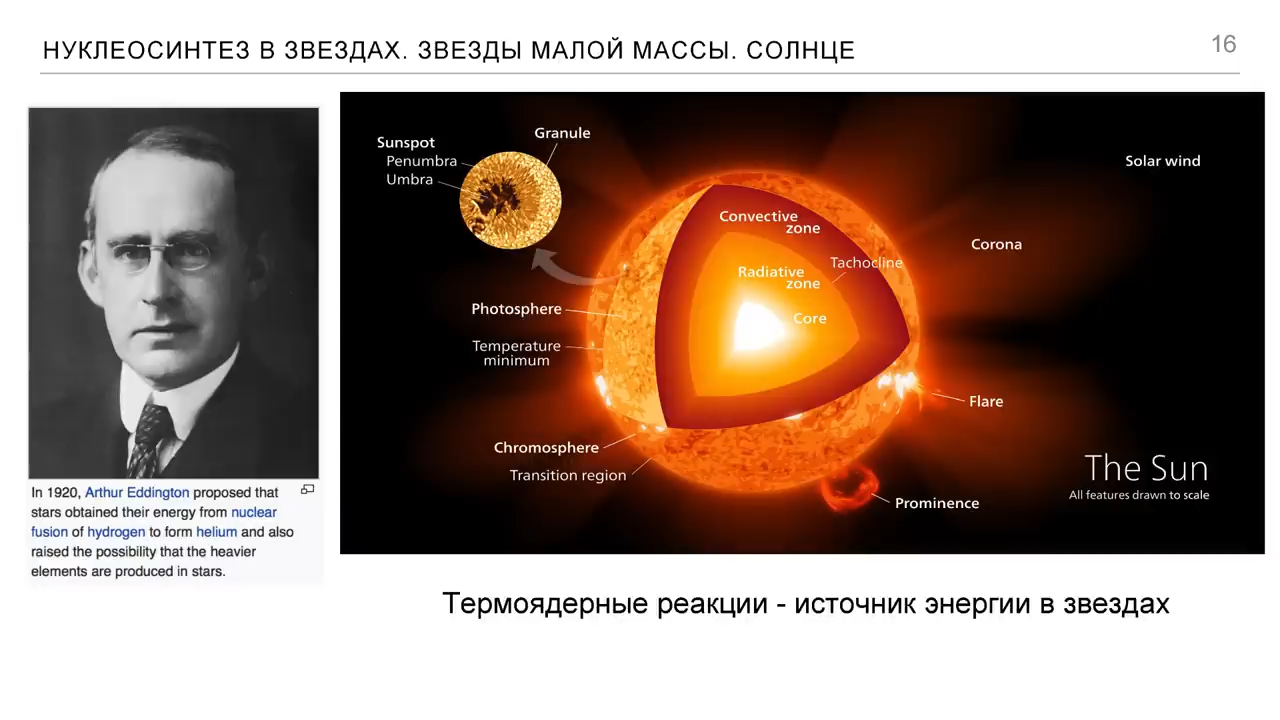 НУКЛЕОСИНТЕЗ В ЗВЕЗДАХ. ЗВЕЗДЫ МАЛОЙ МАССЫ. СОЛНЦЕ
16
In 1920, Arthur Eddington proposed that
stars obtained their energy from nuclear
fusion of hydrogen to form helium and also
raised the possibility that the heavier
elements are produced in stars.
Sunspot
Penumbra
Umbra
Granule
Solar wind
Convective
zone
Corona
Tachocline
Radiative
zone
Core
Photosphere
Temperature
minimum
Flare
Chromosphere
Transition region
The Sun
All features drawn to scale
Prominence
Термоядерные реакции - источник энергии в звездах